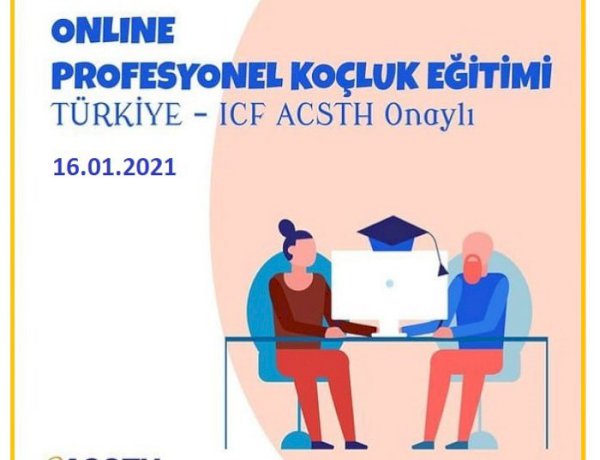 ONLINE
PROFESYONEL KOÇLUK EĞİTİMİ
TÜRKİYE - ICF ACSTH Onaylı
16.01.2021